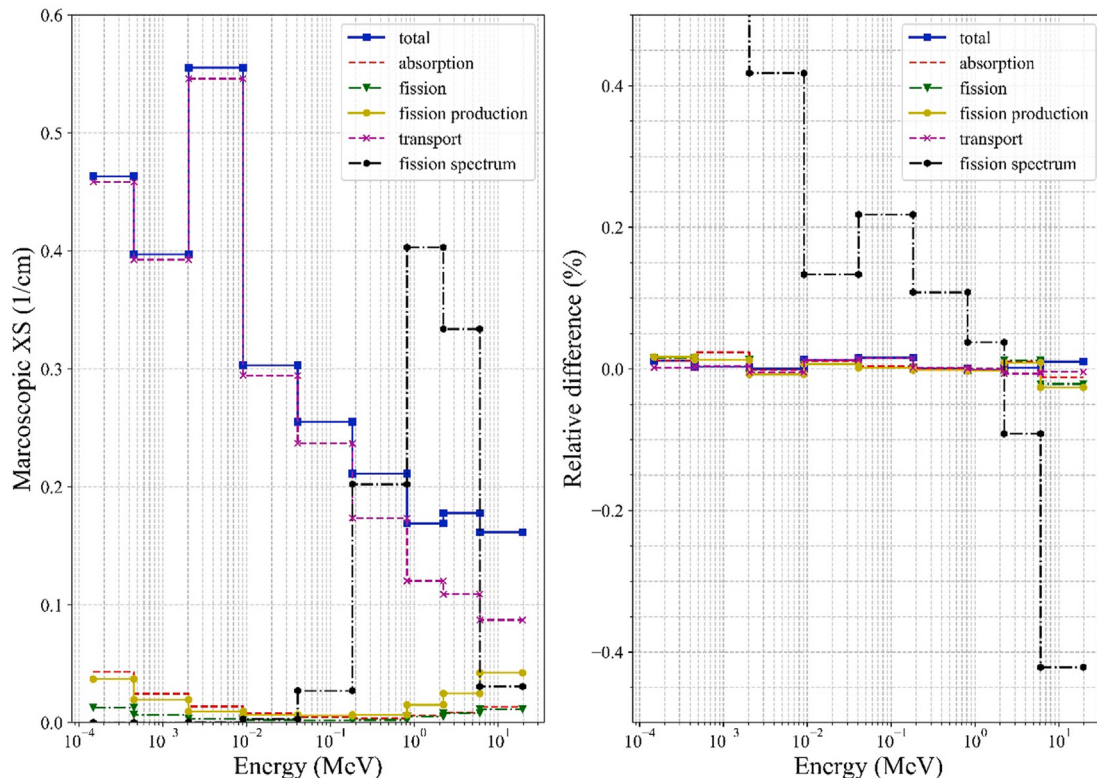 0.6
0.5
0.4
0.3
0.2
0.1
0.0
Marcoscopic XS (1/cm)
total
absorption
fission
fission production
transport
fission spectrum
10⁻⁴
10⁻³
10⁻²
10⁻¹
10⁰
10¹
Energy (MeV)
0.4
0.2
0.0
−0.2
−0.4
Relative difference (%)
total
absorption
fission
fission production
transport
fission spectrum
10⁻⁴
10⁻³
10⁻²
10⁻¹
10⁰
10¹
Energy (MeV)